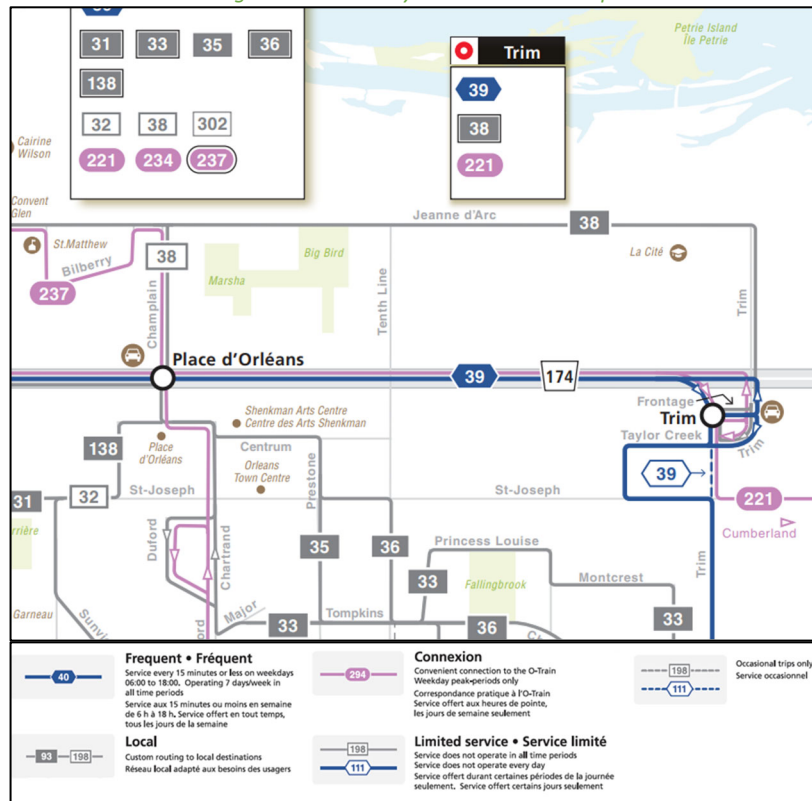 Petrie Island
Île Petrie
31
33
35
36
138
32
38
302
221
234
237
Trim
39
38
221
Cairine
Wilson
Convent
Glen
St.Matthew
Bilberry
237
38
Champlain
Marsha
Big Bird
Jeanne d'Arc
38
La Cité
Tenth Line
Trim
Place d'Orléans
39
174
Frontage
Trim
Taylor Creek
Trim
Shenkman Arts Centre
Centre des Arts Shenkman
138
Place
d'Orléans
Centrum
Orleans
Town Centre
Prestone
39
31
32
St-Joseph
St-Joseph
221
Cumberland
Duford
Chartrand
35
36
Princess Louise
33
Fallingbrook
Montcrest
Trim
Garneau
Major
33
Tompkins
36
33
Frequent • Fréquent
40
Service every 15 minutes or less on weekdays
06:00 to 18:00. Operating 7 days/week in
all time periods
Service aux 15 minutes ou moins en semaine
de 6 h à 18 h. Service offert en tout temps,
tous les jours de la semaine
Local
93
198
Custom routing to local destinations
Réseau local adapté aux besoins des usagers
Connexion
294
Convenient connection to the O-Train
Weekday peak-periods only
Correspondance pratique à l'O-Train
Service offert aux heures de pointe,
les jours de semaine seulement
Limited service • Service limité
198
111
Service does not operate in all time periods
Service does not operate every day
Service offert durant certaines périodes de la journée
seulement. Service offert certains jours seulement
198
111
Occasional trips only
Service occasionnel